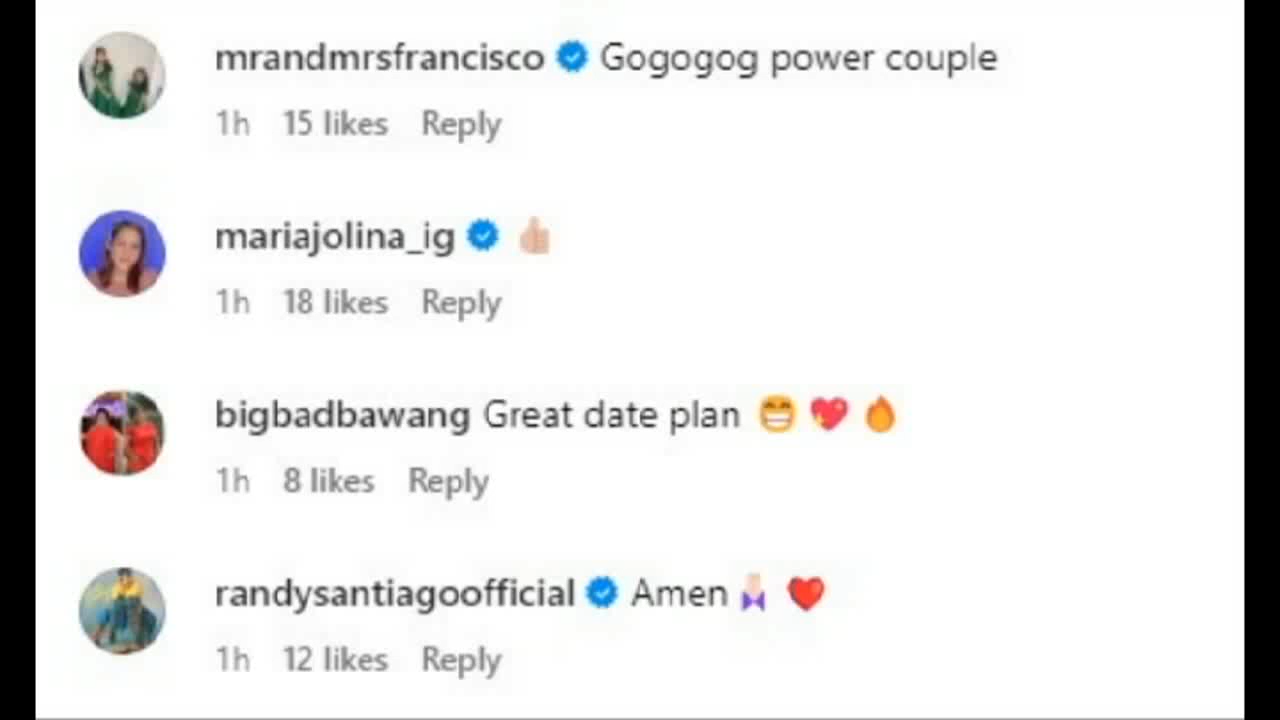 mrandmrsfrancisco Gogogog power couple
1h 15 likes Reply
mariajolina_ig 👍🏼
1h 18 likes Reply
bigbadbawang Great date plan 😁💖🔥
1h 8 likes Reply
randysantiagoofficial Amen🙏🏻❤️
1h 12 likes Reply